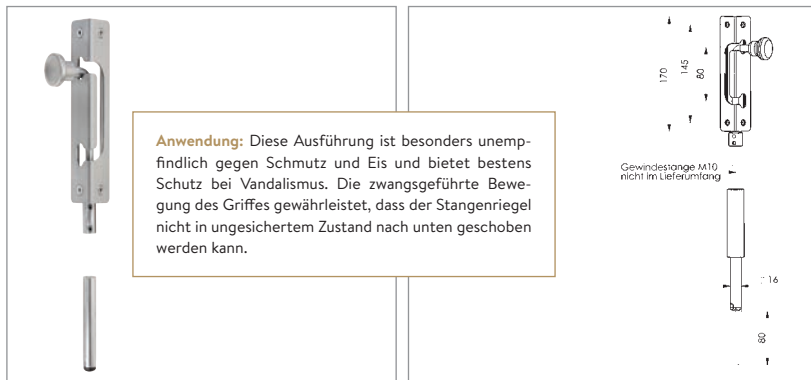 Anwendung: Diese Ausführung ist besonders unemp-
findlich gegen Schmutz und Eis und bietet bestens
Schutz bei Vandalismus. Die zwangsgeführte Bewe-
gung des Griffes gewährleistet, dass der Stangenriegel
nicht in ungesichertem Zustand nach unten geschoben
werden kann.
170
145
80
Gewindestange M10
nicht im Lieferumfang
16
80